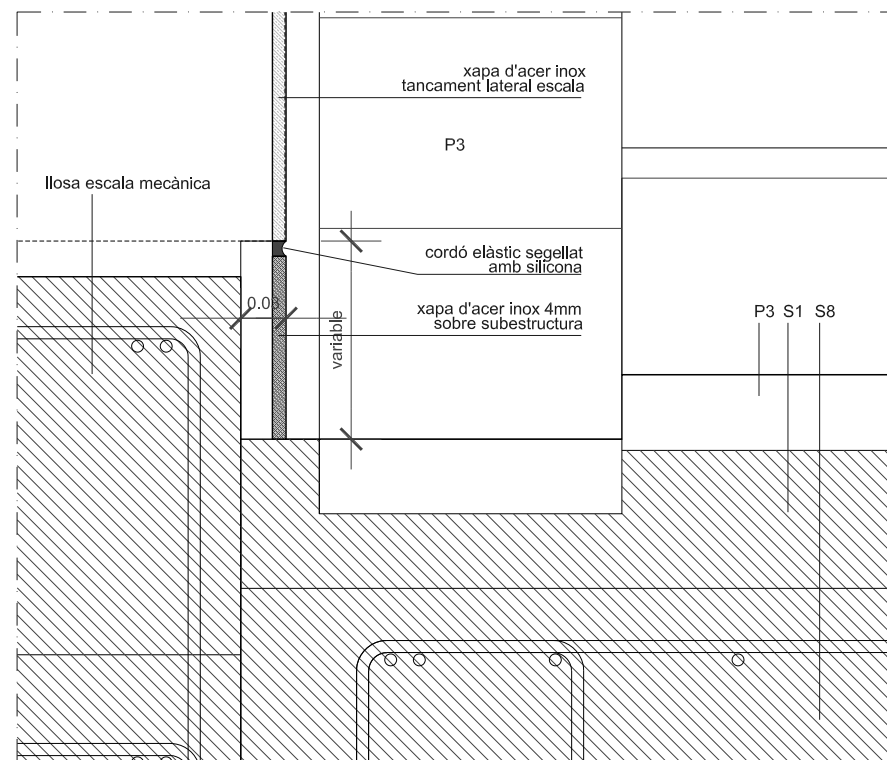 xapa d'acer inox
tancament lateral escala
P3
llosa escala mecànica
cordó elàstic segellat
amb silicona
0.03
xapa d'acer inox 4mm
sobre subestructura
variable
P3 S1 S8